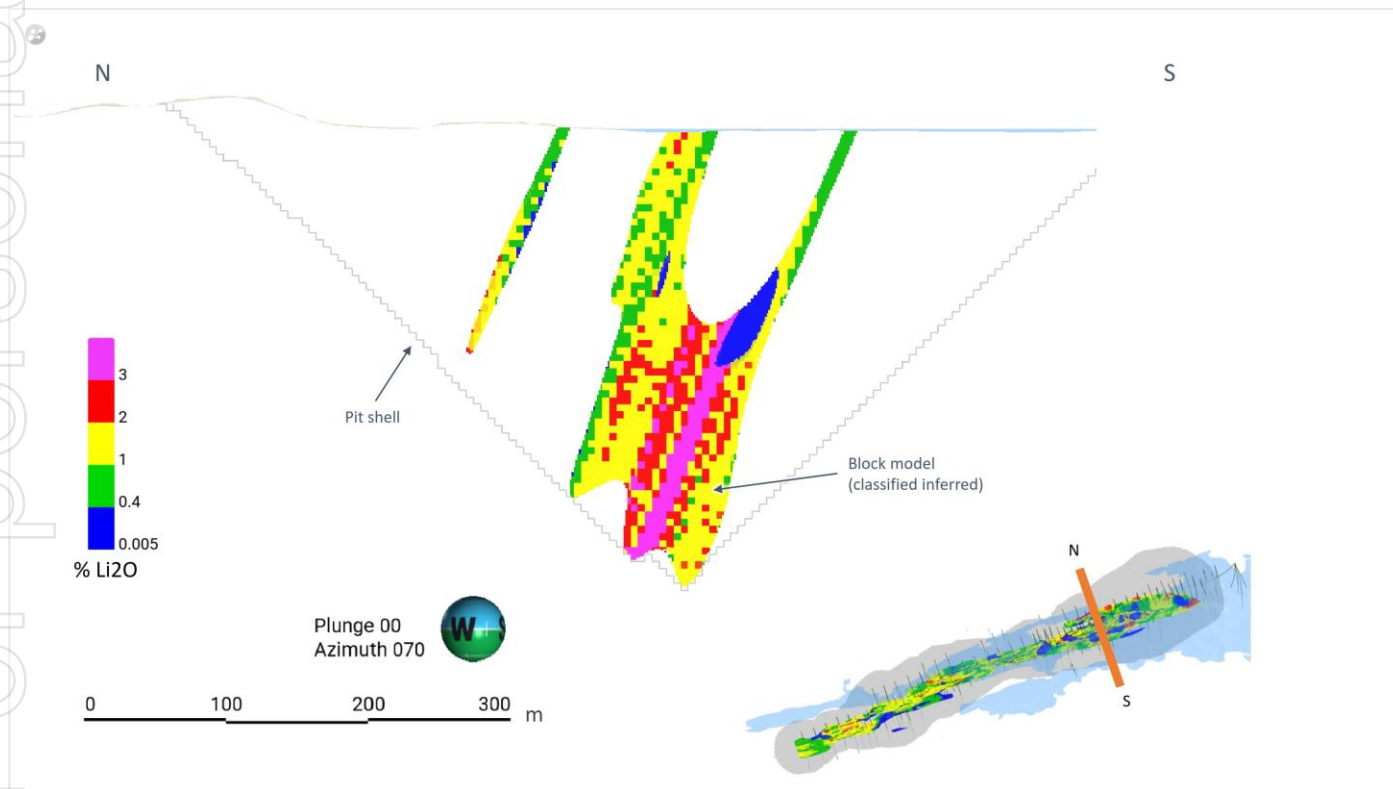 N
S
Pit shell
Block model
(classified inferred)
3
2
1
0.4
0.005
% Li2O
Plunge 00
Azimuth 070
W
0 100 200 300 m
N
S